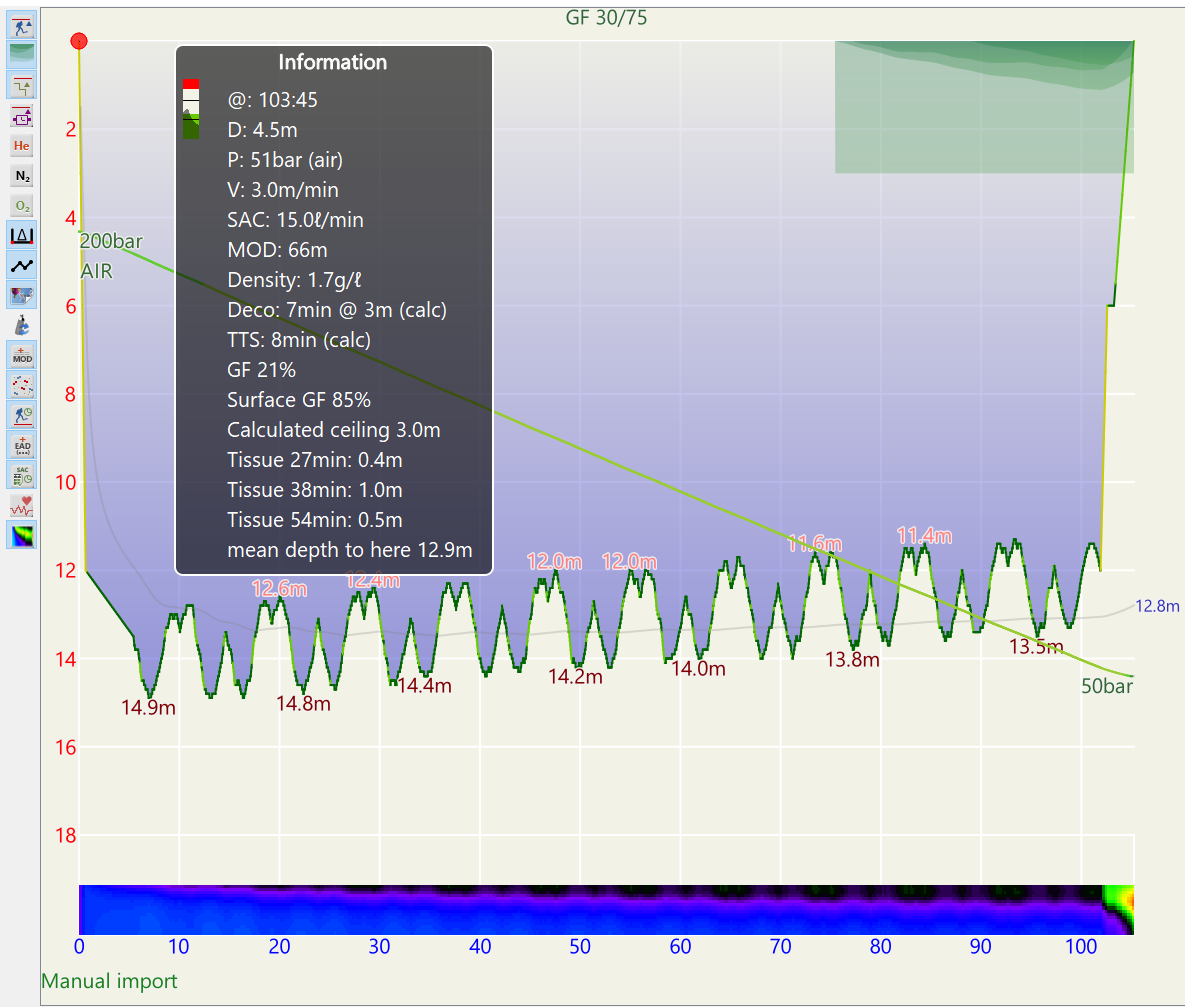 GF 30/75
Information
@: 103:45
D: 4.5m
P: 51bar (air)
V: 3.0m/min
SAC: 15.0ℓ/min
MOD: 66m
Density: 1.7g/ℓ
Deco: 7min @ 3m (calc)
TTS: 8min (calc)
GF 21%
Surface GF 85%
Calculated ceiling 3.0m
Tissue 27min: 0.4m
Tissue 38min: 1.0m
Tissue 54min: 0.5m
mean depth to here 12.9m
He
N₂
O₂
MOD
EAD
(...)
SAC
2
4
6
8
10
12
14
16
18
200bar
AIR
12.6m
12.4m
12.0m
12.0m
11.6m
11.4m
12.8m
14.9m
14.8m
14.4m
14.2m
14.0m
13.8m
13.5m
50bar
0 10 20 30 40 50 60 70 80 90 100
Manual import